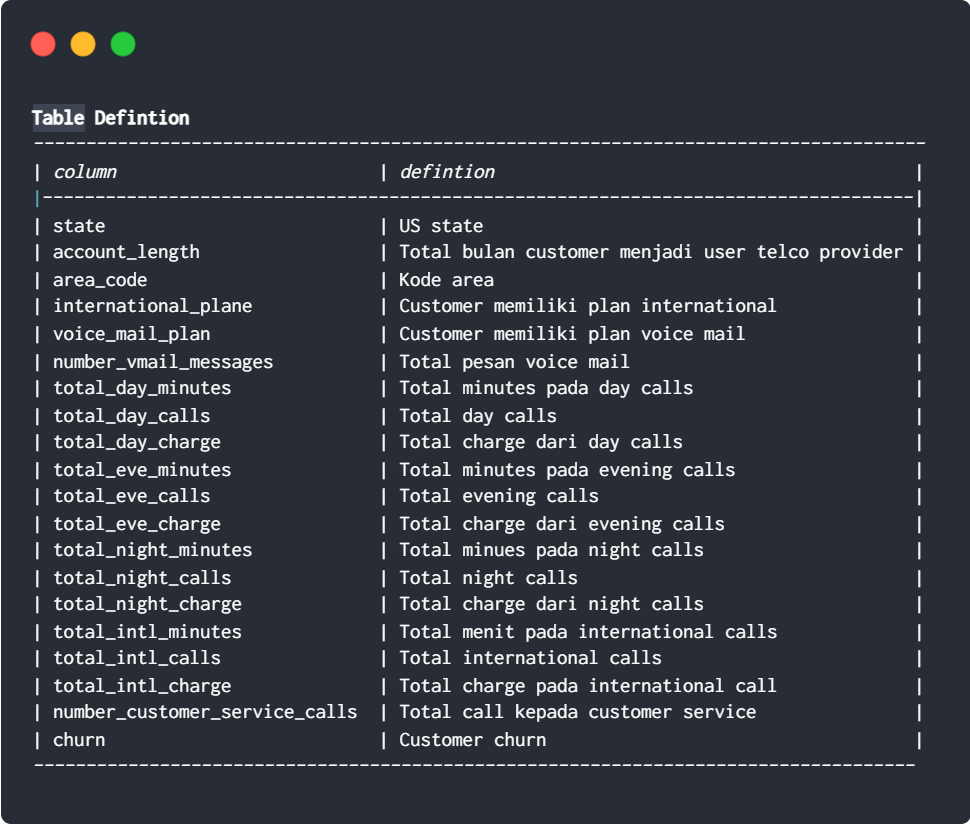 Table Defintion
| column | defintion |
| state | US state |
| account_length | Total bulan customer menjadi user telco provider |
| area_code | Kode area |
| international_plane | Customer memiliki plan international |
| voice_mail_plan | Customer memiliki plan voice mail |
| number_vmail_messages | Total pesan voice mail |
| total_day_minutes | Total minutes pada day calls |
| total_day_calls | Total day calls |
| total_day_charge | Total charge dari day calls |
| total_eve_minutes | Total minutes pada evening calls |
| total_eve_calls | Total evening calls |
| total_eve_charge | Total charge dari evening calls |
| total_night_minutes | Total minues pada night calls |
| total_night_calls | Total night calls |
| total_night_charge | Total charge dari night calls |
| total_intl_minutes | Total menit pada international calls |
| total_intl_calls | Total international calls |
| total_intl_charge | Total charge pada international call |
| number_customer_service_calls | Total call kepada customer service |
| churn | Customer churn |